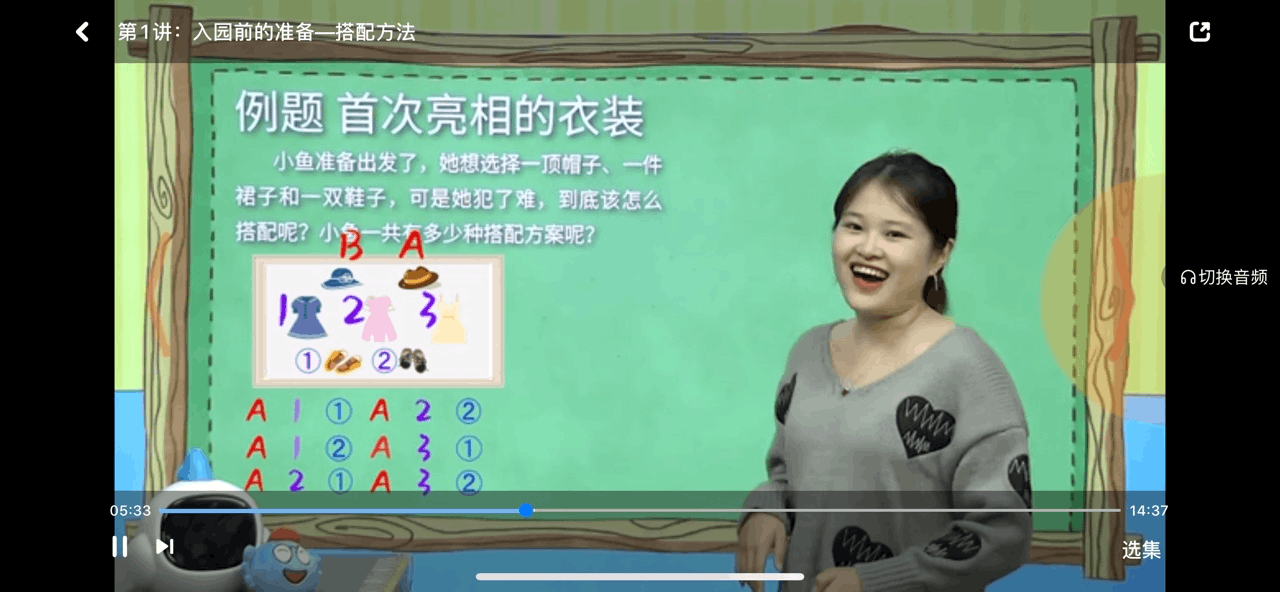 第1讲：入园前的准备—搭配方法
例题 首次亮相的衣装
小鱼准备出发了，她想选择一顶帽子、一件
裙子和一双鞋子，可是她犯了难，到底该怎么
搭配呢？小鱼一共有多少种搭配方案呢？
B A
1 2 3
① ②
A 1 ① A 2 ②
A 1 ② A 3 ①
A 2 ① A 3 ②
切换音频
05:33
14:37
选集